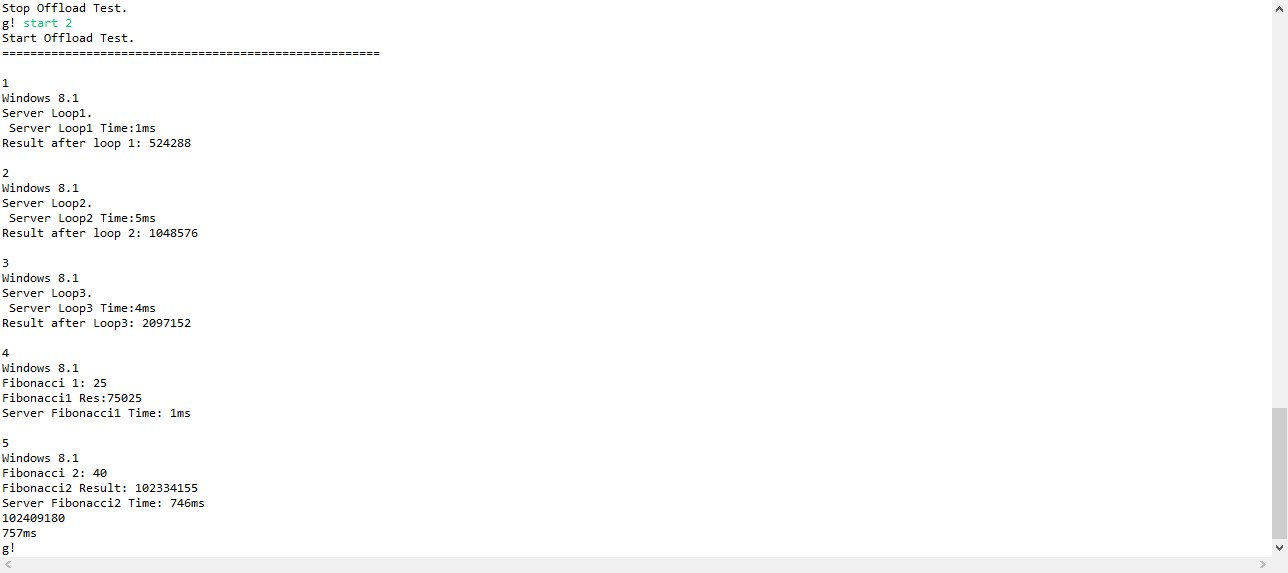 Stop Offload Test.
g! start 2
Start Offload Test.
======================================================
1
Windows 8.1
Server Loop1.
 Server Loop1 Time:1ms
Result after loop 1: 524288
2
Windows 8.1
Server Loop2.
 Server Loop2 Time:5ms
Result after loop 2: 1048576
3
Windows 8.1
Server Loop3.
 Server Loop3 Time:4ms
Result after Loop3: 2097152
4
Windows 8.1
Fibonacci 1: 25
Fibonacci1 Res:75025
Server Fibonacci1 Time: 1ms
5
Windows 8.1
Fibonacci 2: 40
Fibonacci2 Result: 102334155
Server Fibonacci2 Time: 746ms
102409180
757ms
g!